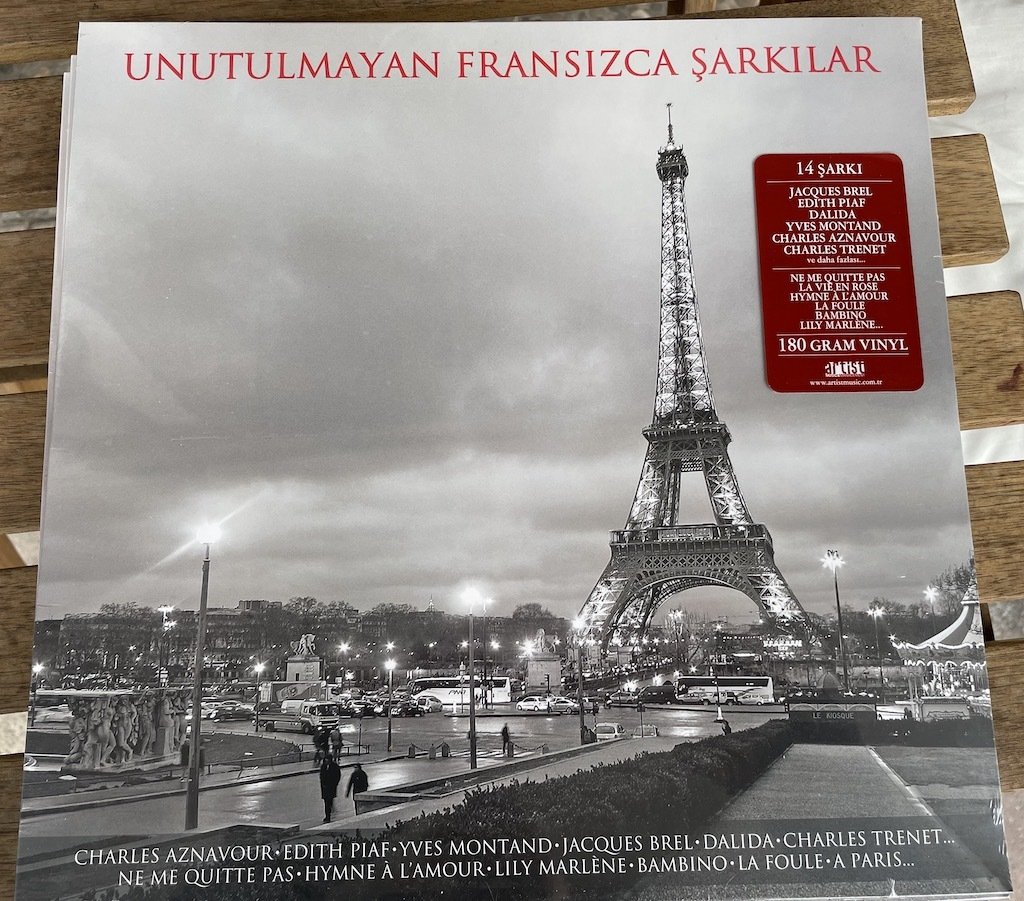 UNUTULMAYAN FRANSIZCA ŞARKILAR
14 ŞARKI
JACQUES BREL
EDITH PIAF
DALIDA
YVES MONTAND
CHARLES AZNAVOUR
CHARLES TRENET
ve daha fazlası...
NE ME QUITTE PAS
LA VIE EN ROSE
HYMNE À L'AMOUR
LA FOULE
BAMBINO
LILY MARLÈNE...
180 GRAM VINYL
artist
www.artistmusic.com.tr
LE KIOSQUE
CHARLES AZNAVOUR•EDITH PIAF•YVES MONTAND•JACQUES BREL•DALIDA•CHARLES TRENET...
NE ME QUITTE PAS•HYMNE À L'AMOUR•LILY MARLÈNE•BAMBINO•LA FOULE•A PARIS...